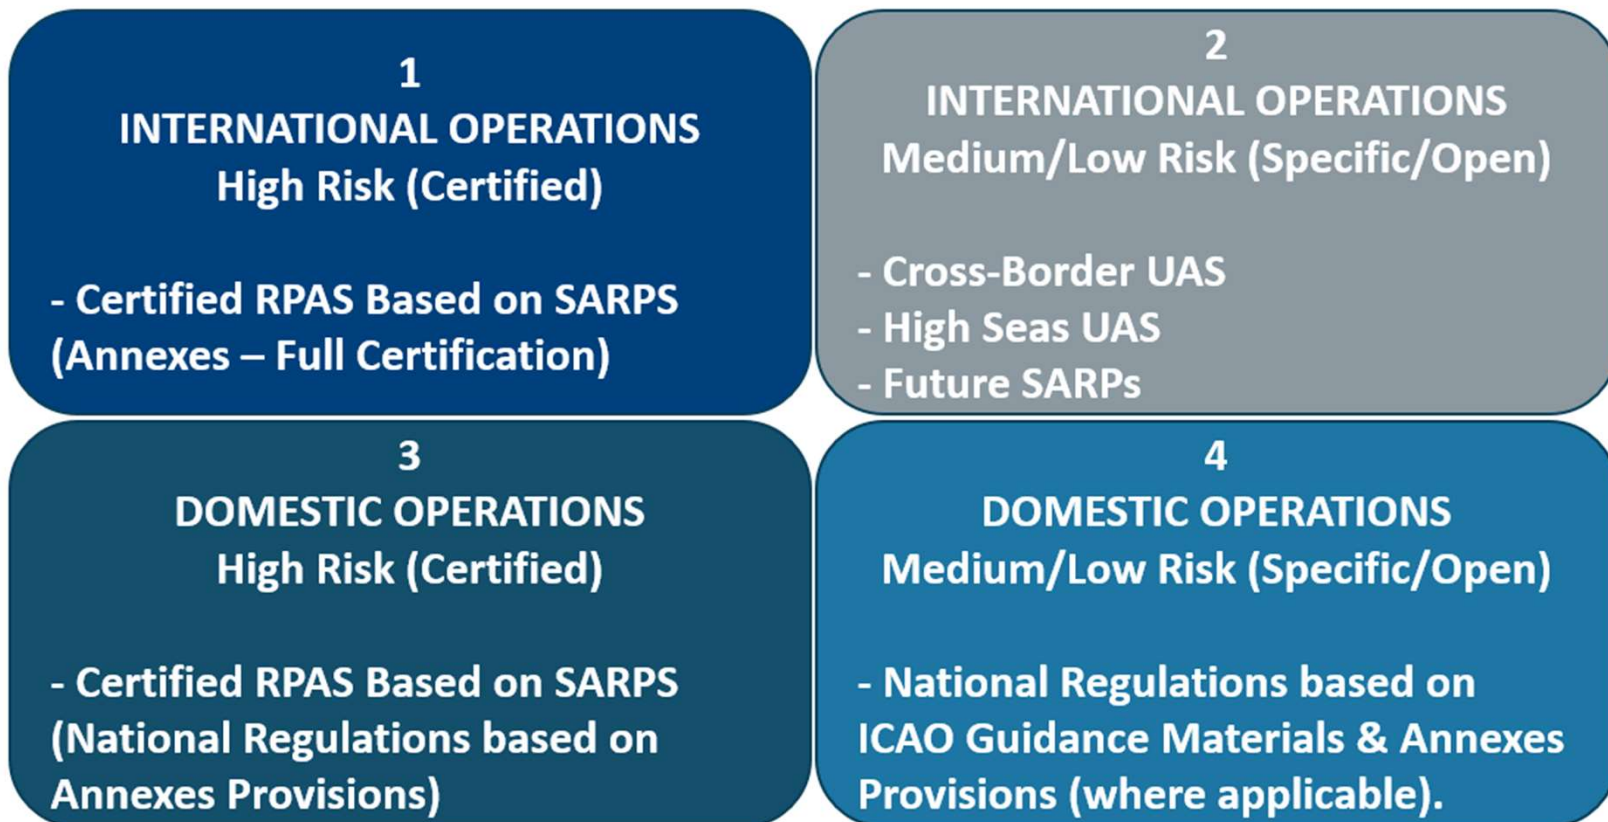 1
INTERNATIONAL OPERATIONS
High Risk (Certified)
- Certified RPAS Based on SARPS
(Annexes – Full Certification)
2
INTERNATIONAL OPERATIONS
Medium/Low Risk (Specific/Open)
- Cross-Border UAS
- High Seas UAS
- Future SARPs
3
DOMESTIC OPERATIONS
High Risk (Certified)
- Certified RPAS Based on SARPS
(National Regulations based on
Annexes Provisions)
4
DOMESTIC OPERATIONS
Medium/Low Risk (Specific/Open)
- National Regulations based on
ICAO Guidance Materials & Annexes
Provisions (where applicable).